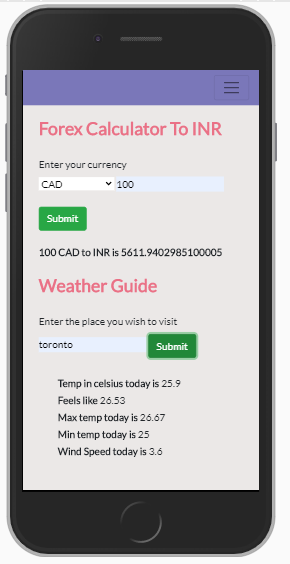 Forex Calculator To INR
Enter your currency
CAD 100
Submit
100 CAD to INR is 5611.9402985100005
Weather Guide
Enter the place you wish to visit
toronto Submit
Temp in celsius today is 25.9
Feels like 26.53
Max temp today is 26.67
Min temp today is 25
Wind Speed today is 3.6